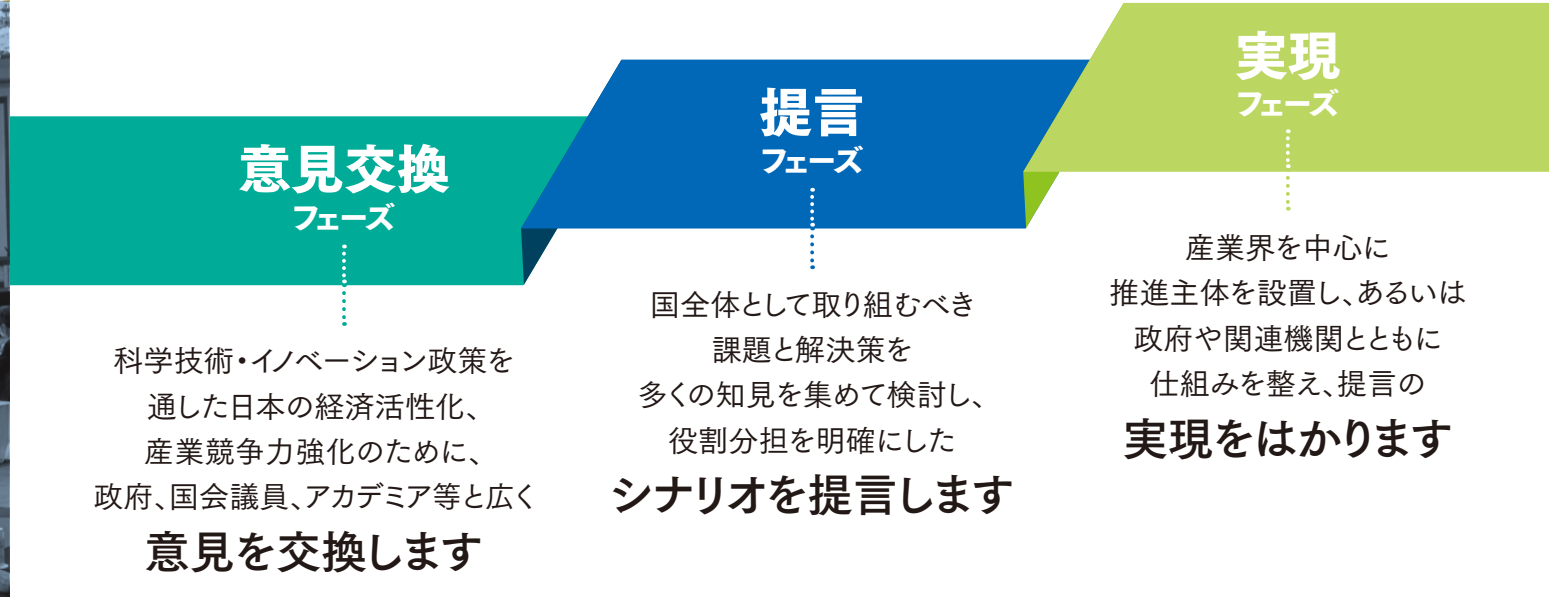 意見交換
フェーズ
科学技術・イノベーション政策を
通した日本の経済活性化、
産業競争力強化のために、
政府、国会議員、アカデミア等と広く
意見を交換します
提言
フェーズ
国全体として取り組むべき
課題と解決策を
多くの知見を集めて検討し、
役割分担を明確にした
シナリオを提言します
実現
フェーズ
産業界を中心に
推進主体を設置し、あるいは
政府や関連機関とともに
仕組みを整え、提言の
実現をはかります